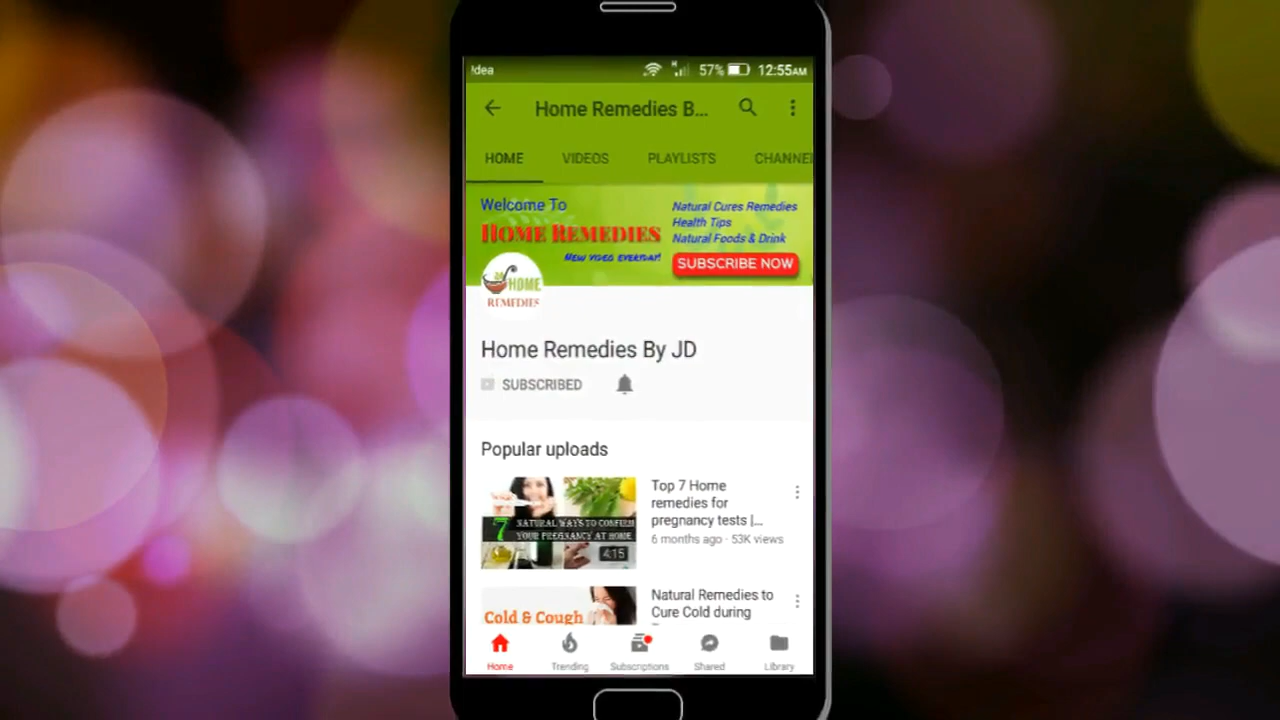 Idea 57% 12:55AM
Home Remedies B...
HOME VIDEOS PLAYLISTS CHANNEL
Welcome To
HOME REMEDIES
NEW VIDEO EVERYDAY!
Natural Cures Remedies
Health Tips
Natural Foods & Drink
SUBSCRIBE NOW
HOME
REMEDIES
Home Remedies By JD
SUBSCRIBED
Popular uploads
7 NATURAL WAYS TO CONFIRM
YOUR PREGNANCY AT HOME
4:15
Top 7 Home
remedies for
pregnancy tests |...
6 months ago · 53K views
Cold & Cough
Natural Remedies to
Cure Cold during
Home Trending Subscriptions Shared Library